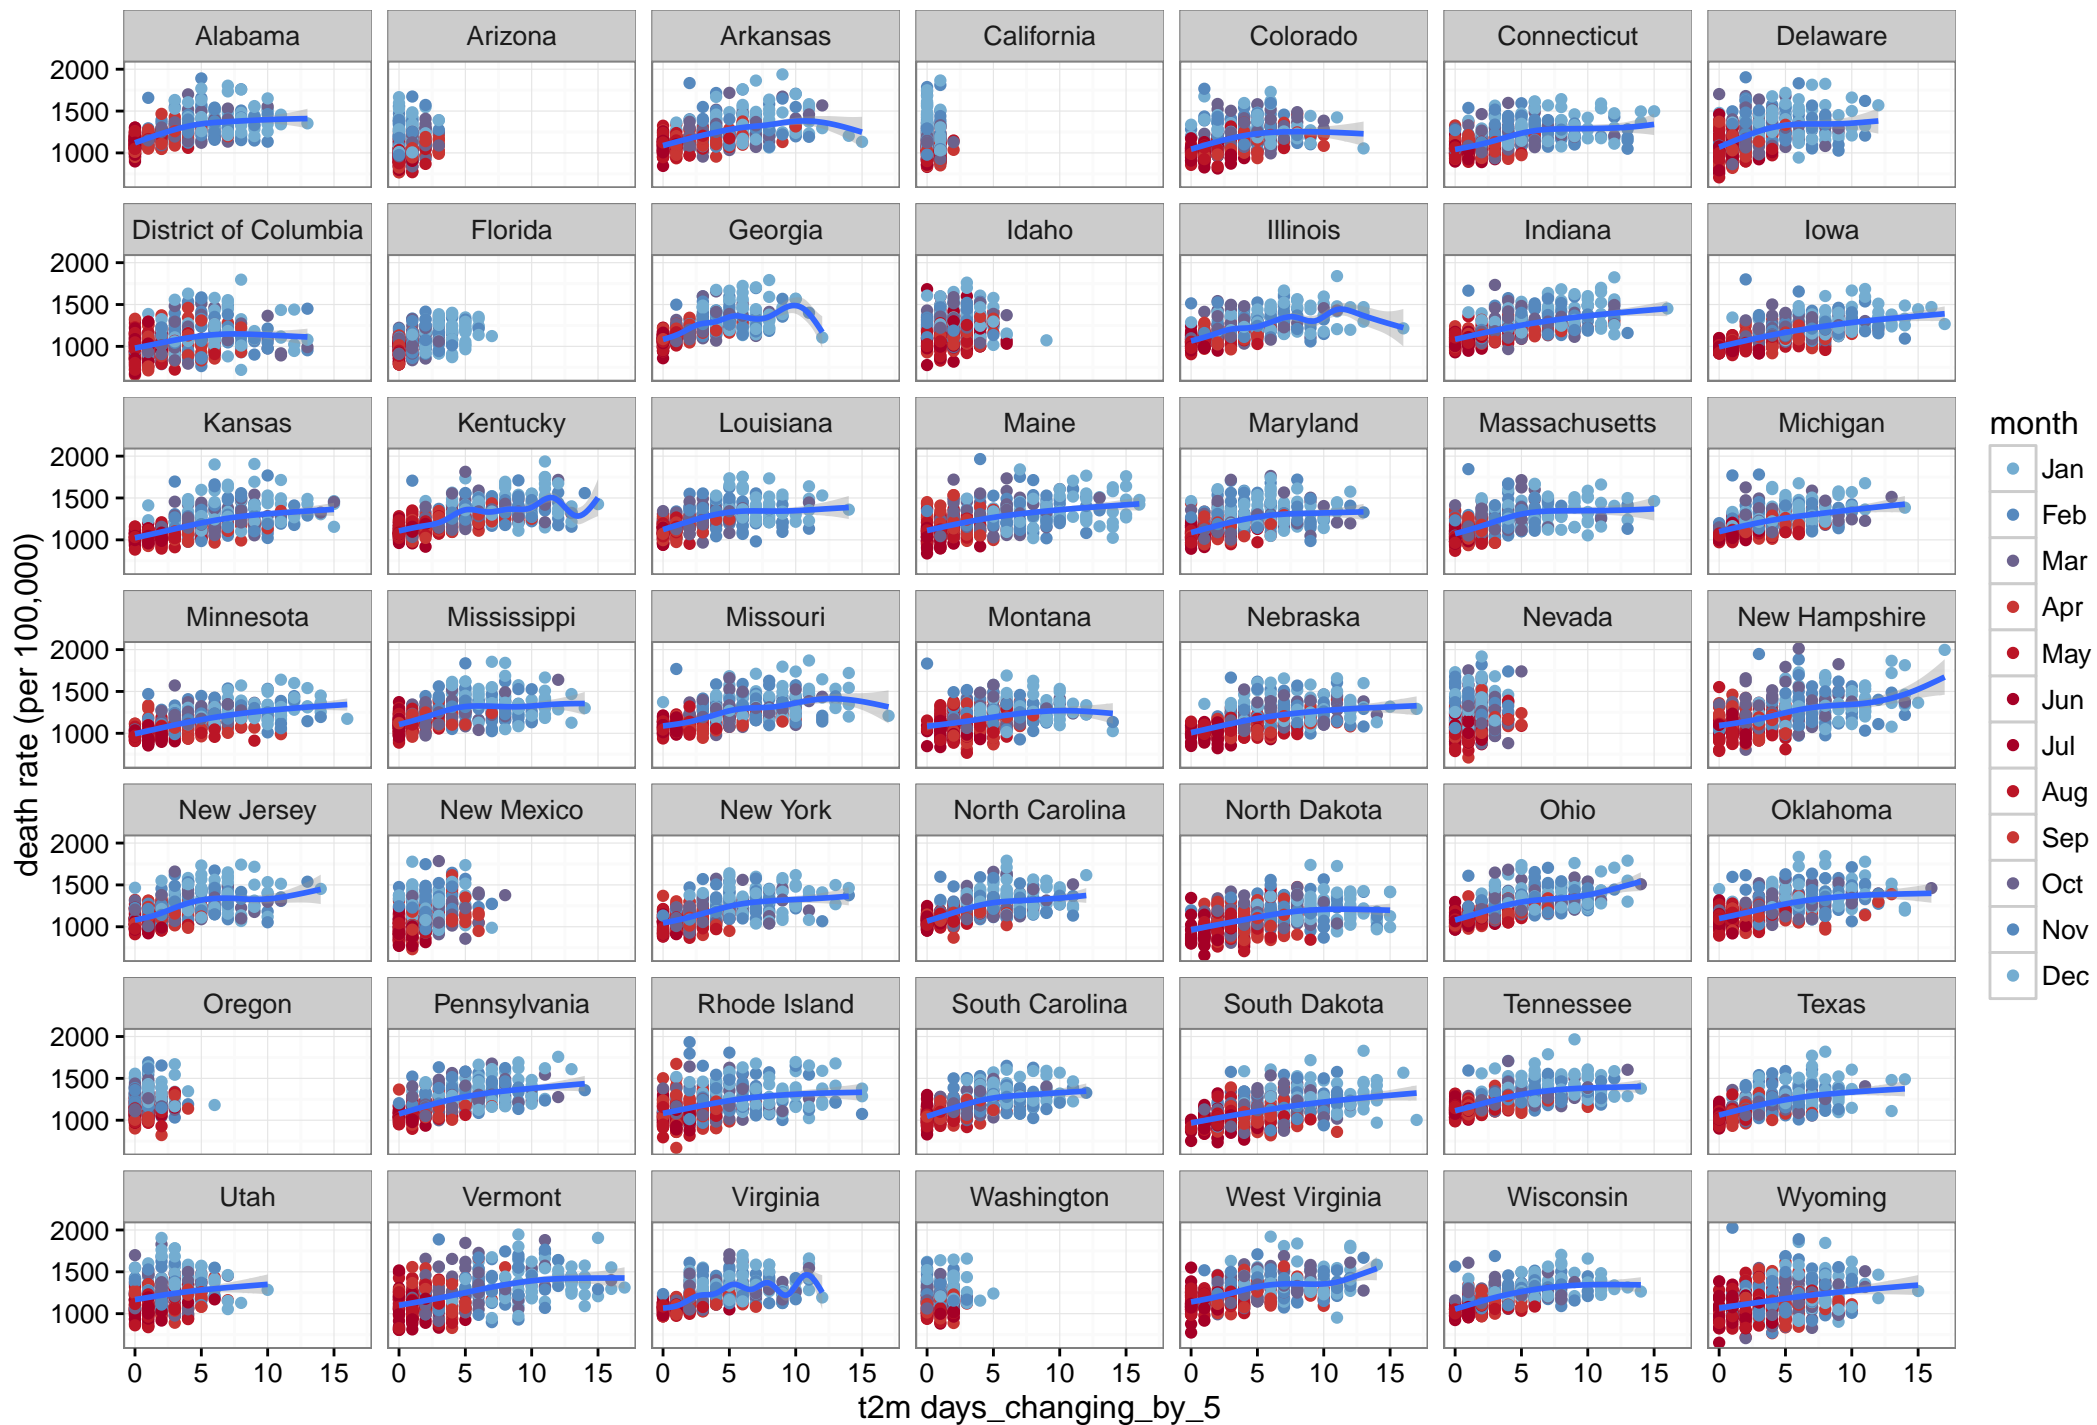 Alabama Arizona Arkansas California Colorado Connecticut Delaware
2000
1500
1000
District of Columbia Florida Georgia Idaho Illinois Indiana Iowa
2000
1500
1000
Kansas Kentucky Louisiana Maine Maryland Massachusetts Michigan
2000
1500
1000
Minnesota Mississippi Missouri Montana Nebraska Nevada New Hampshire
2000
1500
1000
New Jersey New Mexico New York North Carolina North Dakota Ohio Oklahoma
2000
1500
1000
Oregon Pennsylvania Rhode Island South Carolina South Dakota Tennessee Texas
2000
1500
1000
Utah Vermont Virginia Washington West Virginia Wisconsin Wyoming
2000
1500
1000
0 5 10 15 0 5 10 15 0 5 10 15 0 5 10 15 0 5 10 15 0 5 10 15 0 5 10 15
t2m days_changing_by_5
death rate (per 100,000)
month
Jan
Feb
Mar
Apr
May
Jun
Jul
Aug
Sep
Oct
Nov
Dec